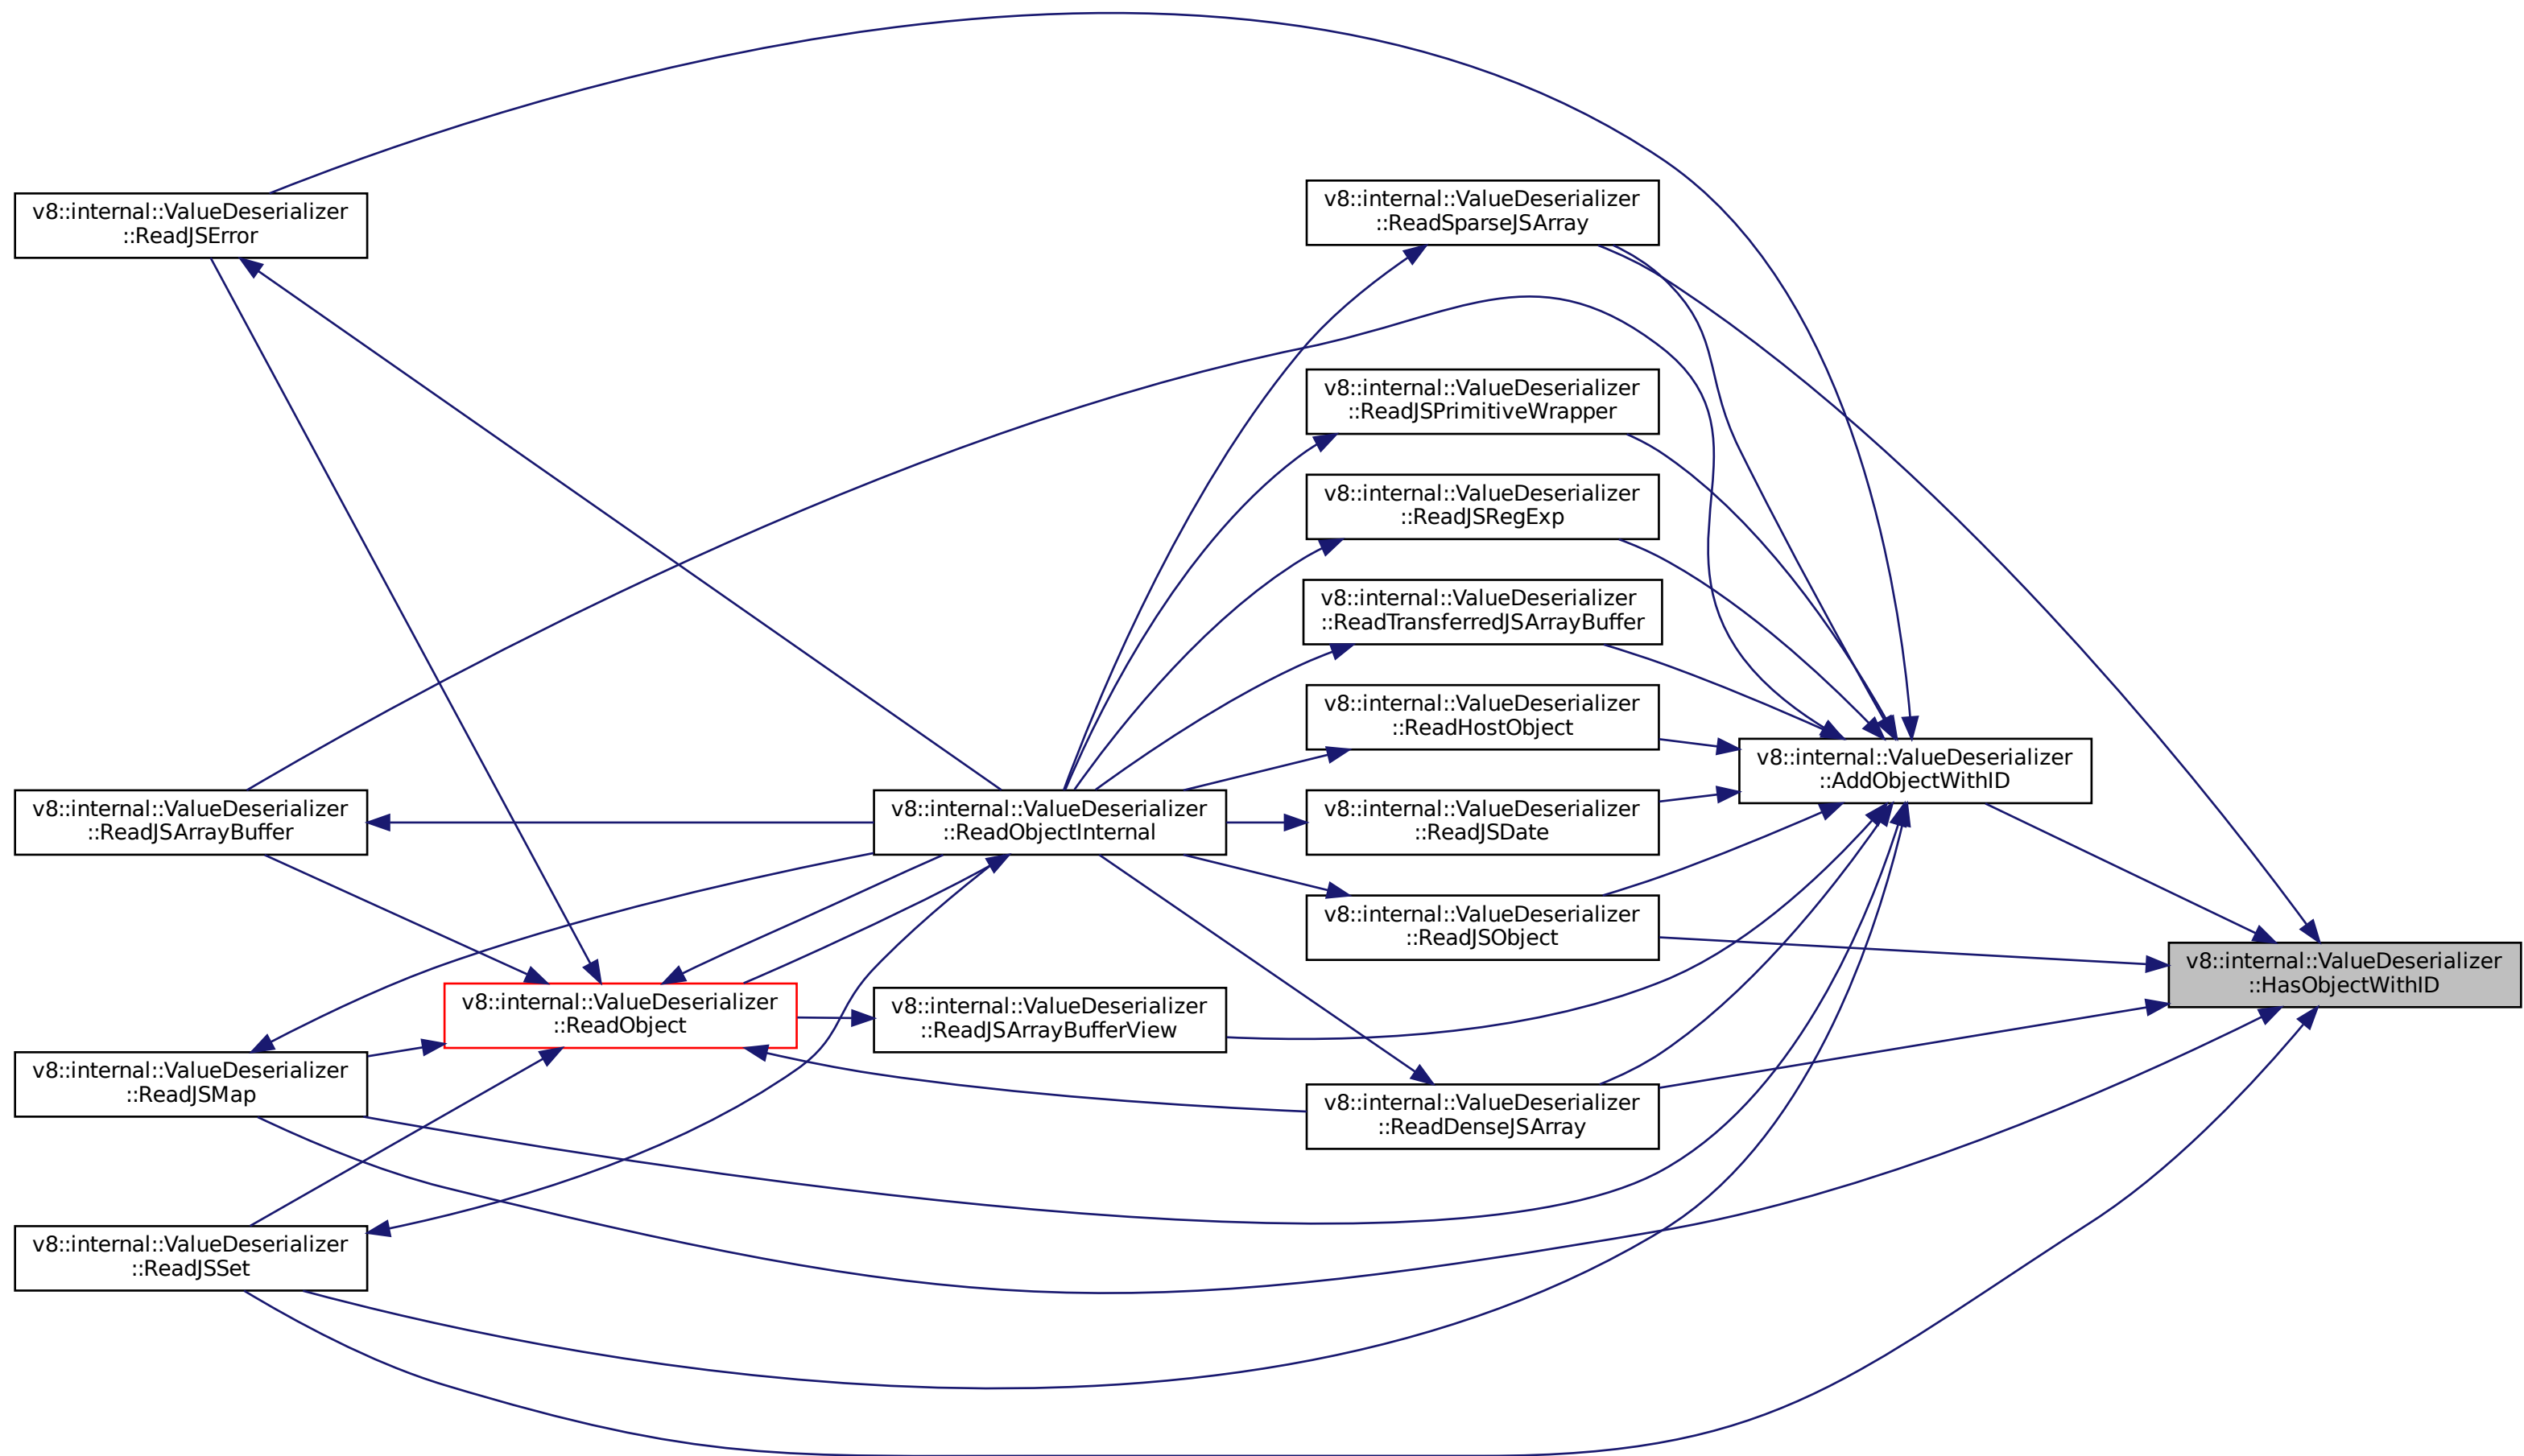 v8::internal::ValueDeserializer
::ReadJSError
v8::internal::ValueDeserializer
::ReadJSArrayBuffer
v8::internal::ValueDeserializer
::ReadJSMap
v8::internal::ValueDeserializer
::ReadJSSet
v8::internal::ValueDeserializer
::ReadObject
v8::internal::ValueDeserializer
::ReadObjectInternal
v8::internal::ValueDeserializer
::ReadJSArrayBufferView
v8::internal::ValueDeserializer
::ReadSparseJSArray
v8::internal::ValueDeserializer
::ReadJSPrimitiveWrapper
v8::internal::ValueDeserializer
::ReadJSRegExp
v8::internal::ValueDeserializer
::ReadTransferredJSArrayBuffer
v8::internal::ValueDeserializer
::ReadHostObject
v8::internal::ValueDeserializer
::ReadJSDate
v8::internal::ValueDeserializer
::ReadJSObject
v8::internal::ValueDeserializer
::ReadDenseJSArray
v8::internal::ValueDeserializer
::AddObjectWithID
v8::internal::ValueDeserializer
::HasObjectWithID